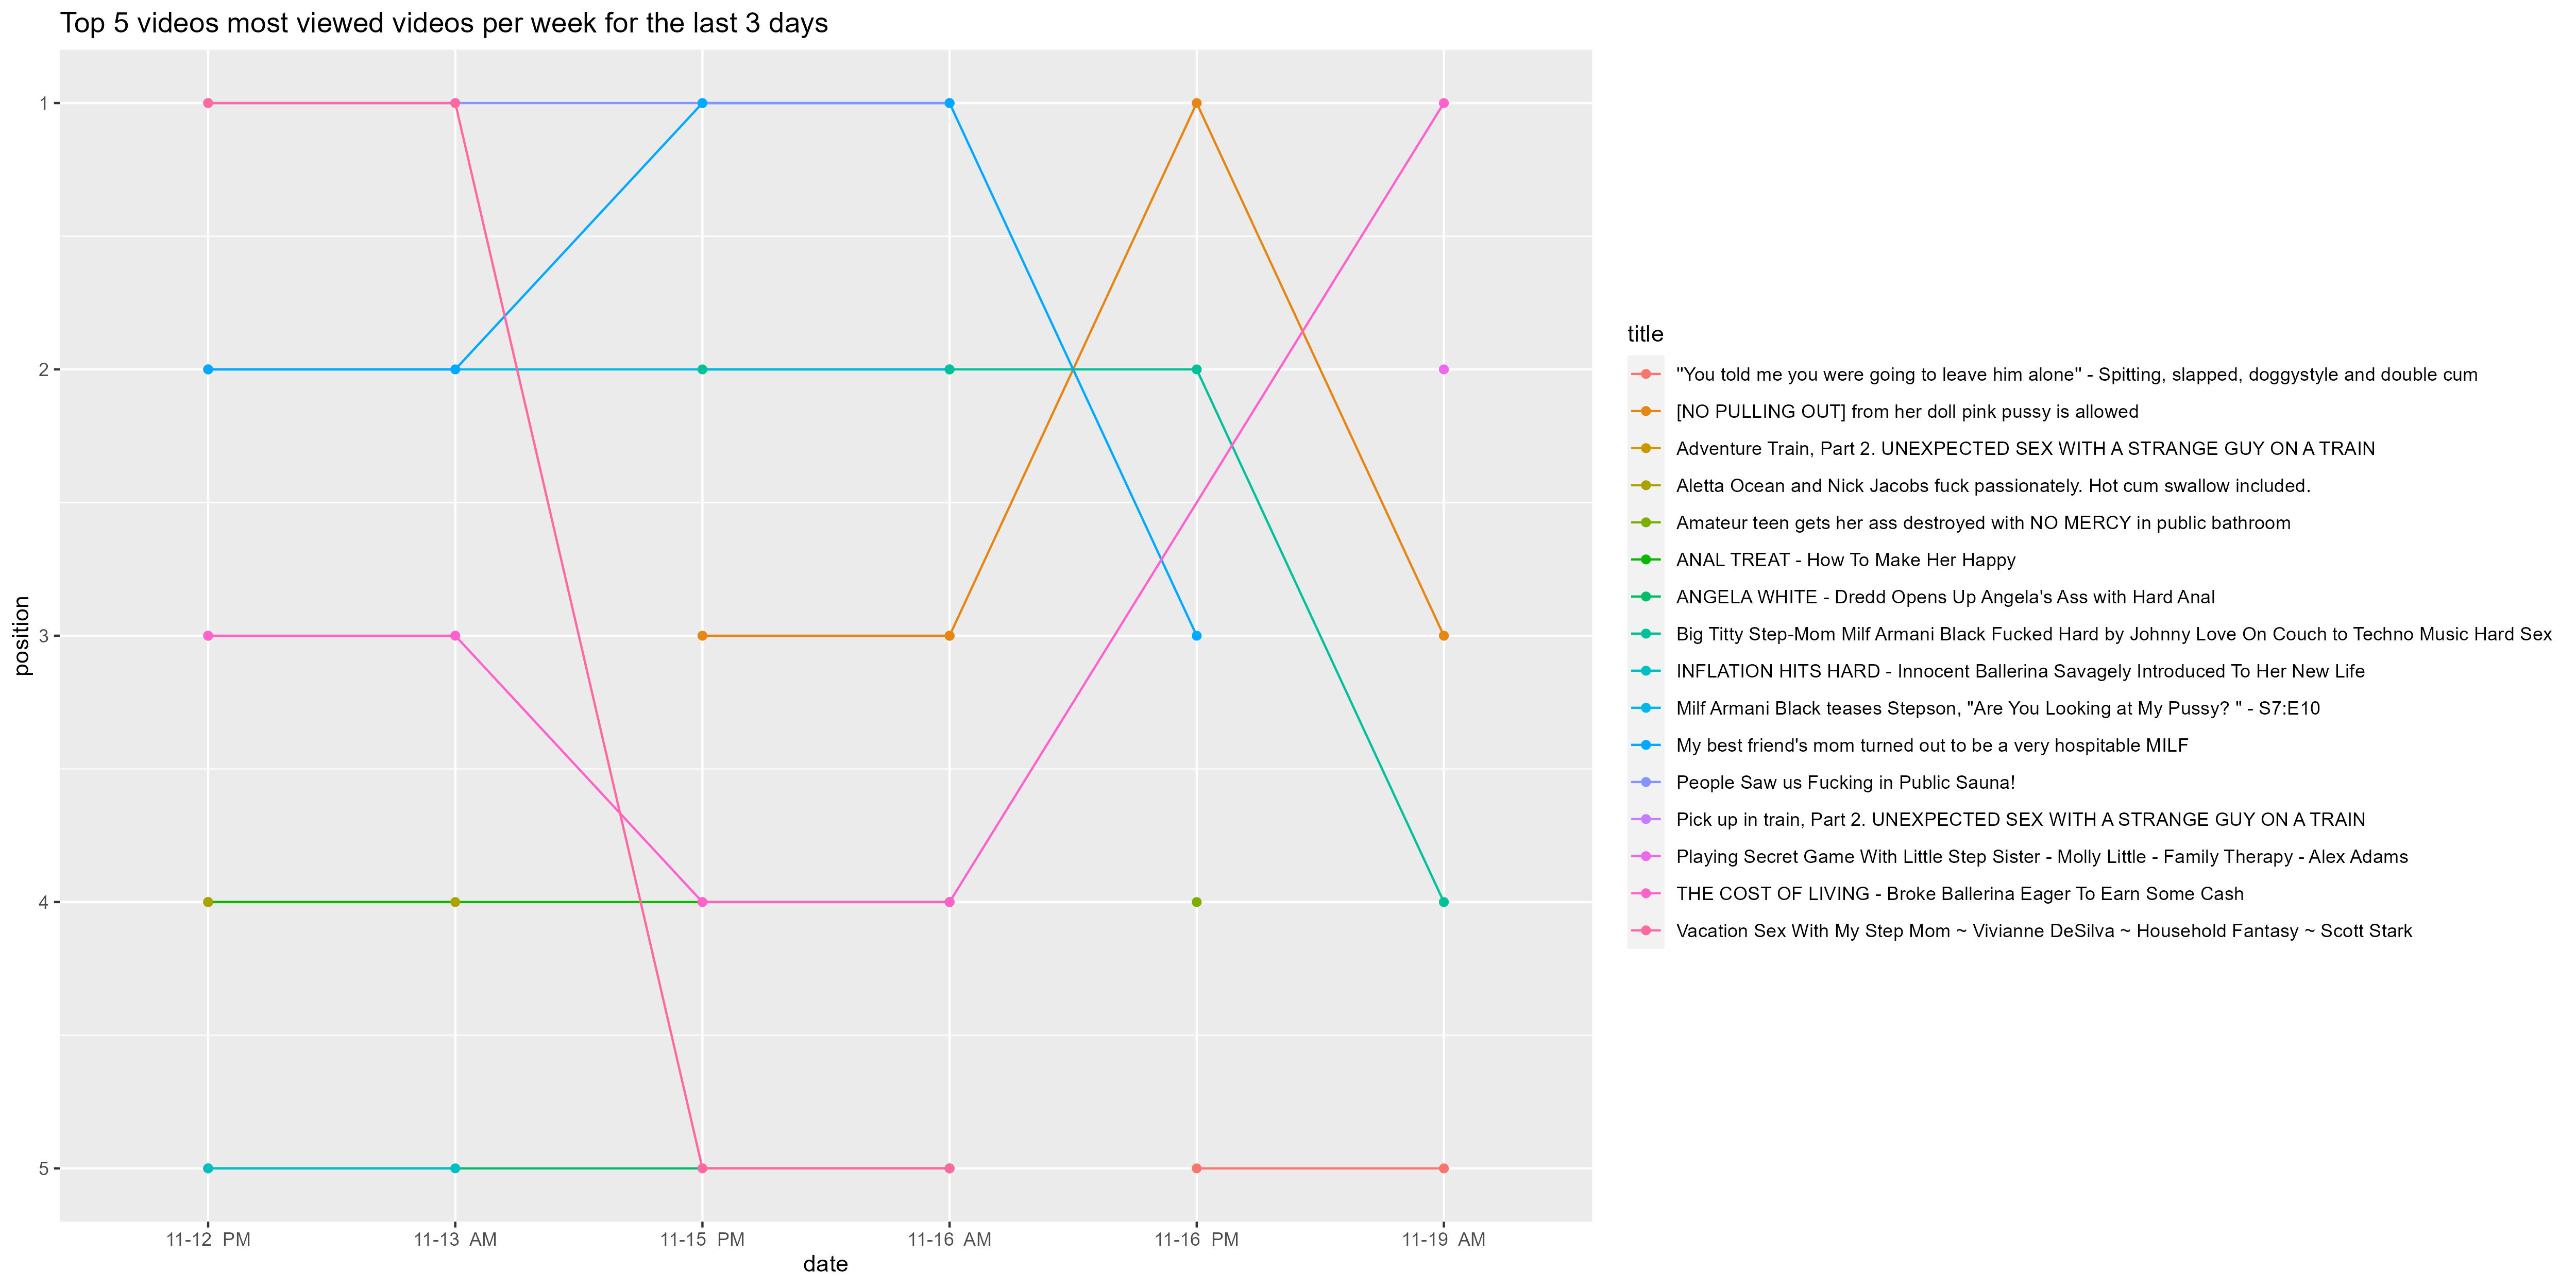 Top 5 videos most viewed videos per week for the last 3 days
position
1
2
3
4
5
11-12  PM
11-13  AM
11-15  PM
11-16  AM
11-16  PM
11-19  AM
date
title
"You told me you were going to leave him alone" - Spitting, slapped, doggystyle and double cum
[NO PULLING OUT] from her doll pink pussy is allowed
Adventure Train, Part 2. UNEXPECTED SEX WITH A STRANGE GUY ON A TRAIN
Aletta Ocean and Nick Jacobs fuck passionately. Hot cum swallow included.
Amateur teen gets her ass destroyed with NO MERCY in public bathroom
ANAL TREAT - How To Make Her Happy
ANGELA WHITE - Dredd Opens Up Angela's Ass with Hard Anal
Big Titty Step-Mom Milf Armani Black Fucked Hard by Johnny Love On Couch to Techno Music Hard Sex
INFLATION HITS HARD - Innocent Ballerina Savagely Introduced To Her New Life
Milf Armani Black teases Stepson, "Are You Looking at My Pussy? " - S7:E10
My best friend's mom turned out to be a very hospitable MILF
People Saw us Fucking in Public Sauna!
Pick up in train, Part 2. UNEXPECTED SEX WITH A STRANGE GUY ON A TRAIN
Playing Secret Game With Little Step Sister - Molly Little - Family Therapy - Alex Adams
THE COST OF LIVING - Broke Ballerina Eager To Earn Some Cash
Vacation Sex With My Step Mom ~ Vivianne DeSilva ~ Household Fantasy ~ Scott Stark